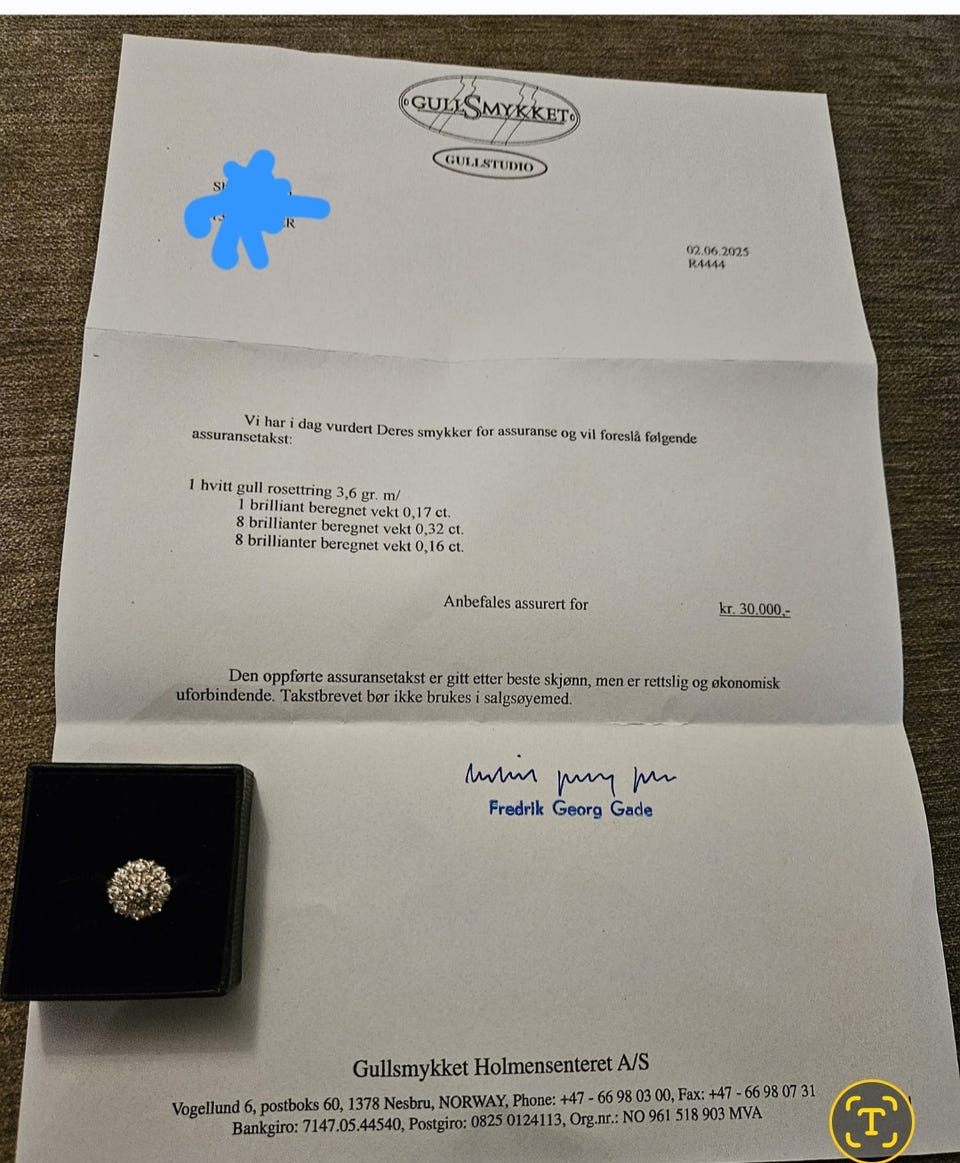 GULLSMYKKET
GULLSTUDIO
02.06.2025
R4444
Vi har i dag vurdert Deres smykker for assuranse og vil foreslå følgende
assuransetakst:
1 hvitt gull rosettring 3,6 gr. m/
1 brilliant beregnet vekt 0,17 ct.
8 brillianter beregnet vekt 0,32 ct.
8 brillianter beregnet vekt 0,16 ct.
Anbefales assurert for kr. 30.000,-
Den oppførte assuransetakst er gitt etter beste skjønn, men er rettslig og økonomisk
uforbindende. Takstbrevet bør ikke brukes i salgsøyemed.
Fredrik Georg Gade
Gullsmykket Holmensenteret A/S
Vogellund 6, postboks 60, 1378 Nesbru, NORWAY, Phone: +47 - 66 98 03 00, Fax: +47 - 66 98 07 31
Bankgiro: 7147.05.44540, Postgiro: 0825 0124113, Org.nr.: NO 961 518 903 MVA